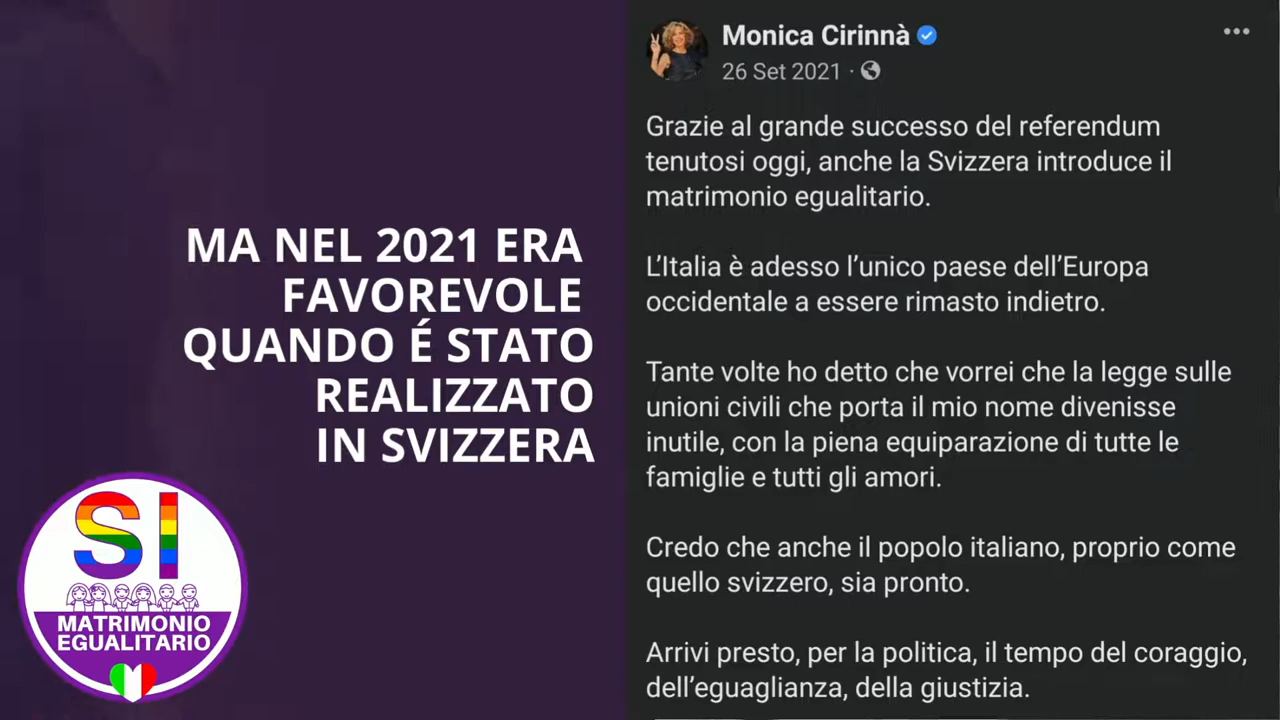 MA NEL 2021 ERA
FAVOREVOLE
QUANDO É STATO
REALIZZATO
IN SVIZZERA
SI
MATRIMONIO
EGUALITARIO
Monica Cirinnà
26 Set 2021 ·
Grazie al grande successo del referendum
tenutosi oggi, anche la Svizzera introduce il
matrimonio egualitario.
L’Italia è adesso l’unico paese dell’Europa
occidentale a essere rimasto indietro.
Tante volte ho detto che vorrei che la legge sulle
unioni civili che porta il mio nome divenisse
inutile, con la piena equiparazione di tutte le
famiglie e tutti gli amori.
Credo che anche il popolo italiano, proprio come
quello svizzero, sia pronto.
Arrivi presto, per la politica, il tempo del coraggio,
dell’eguaglianza, della giustizia.